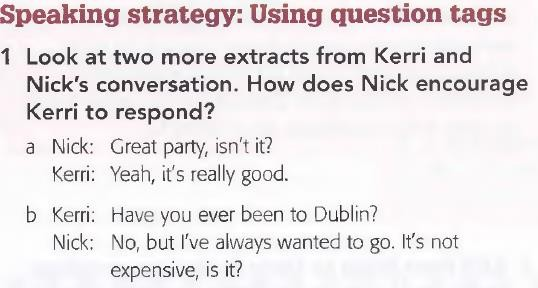 Speaking strategy: Using question tags
1 Look at two more extracts from Kerri and
Nick's conversation. How does Nick encourage
Kerri to respond?
a Nick: Great party, isn't it?
Kerri: Yeah, it's really good.
b Kerri: Have you ever been to Dublin?
Nick: No, but I've always wanted to go. It's not
expensive, is it?